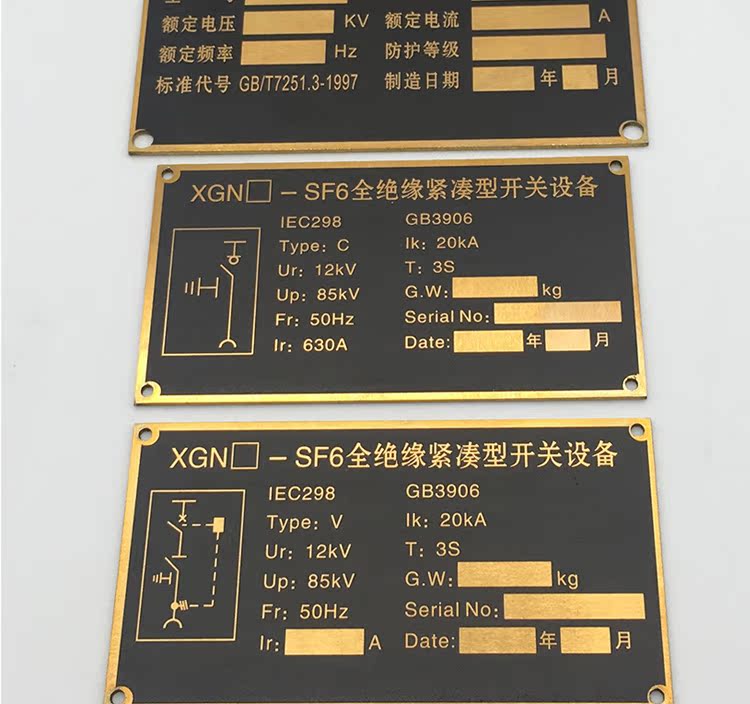 额定电压 KV 额定电流 A
额定频率 Hz 防护等级
标准代号 GB/T7251.3-1997 制造日期 年 月
XGN□-SF6全绝缘紧凑型开关设备
IEC298 GB3906
Type: C Ik: 20kA
Ur: 12kV T: 3S
Up: 85kV G.W: kg
Fr: 50Hz Serial No:
Ir: 630A Date: 年 月
XGN□-SF6全绝缘紧凑型开关设备
IEC298 GB3906
Type: V Ik: 20kA
Ur: 12kV T: 3S
Up: 85kV G.W: kg
Fr: 50Hz Serial No:
Ir: A Date: 年 月